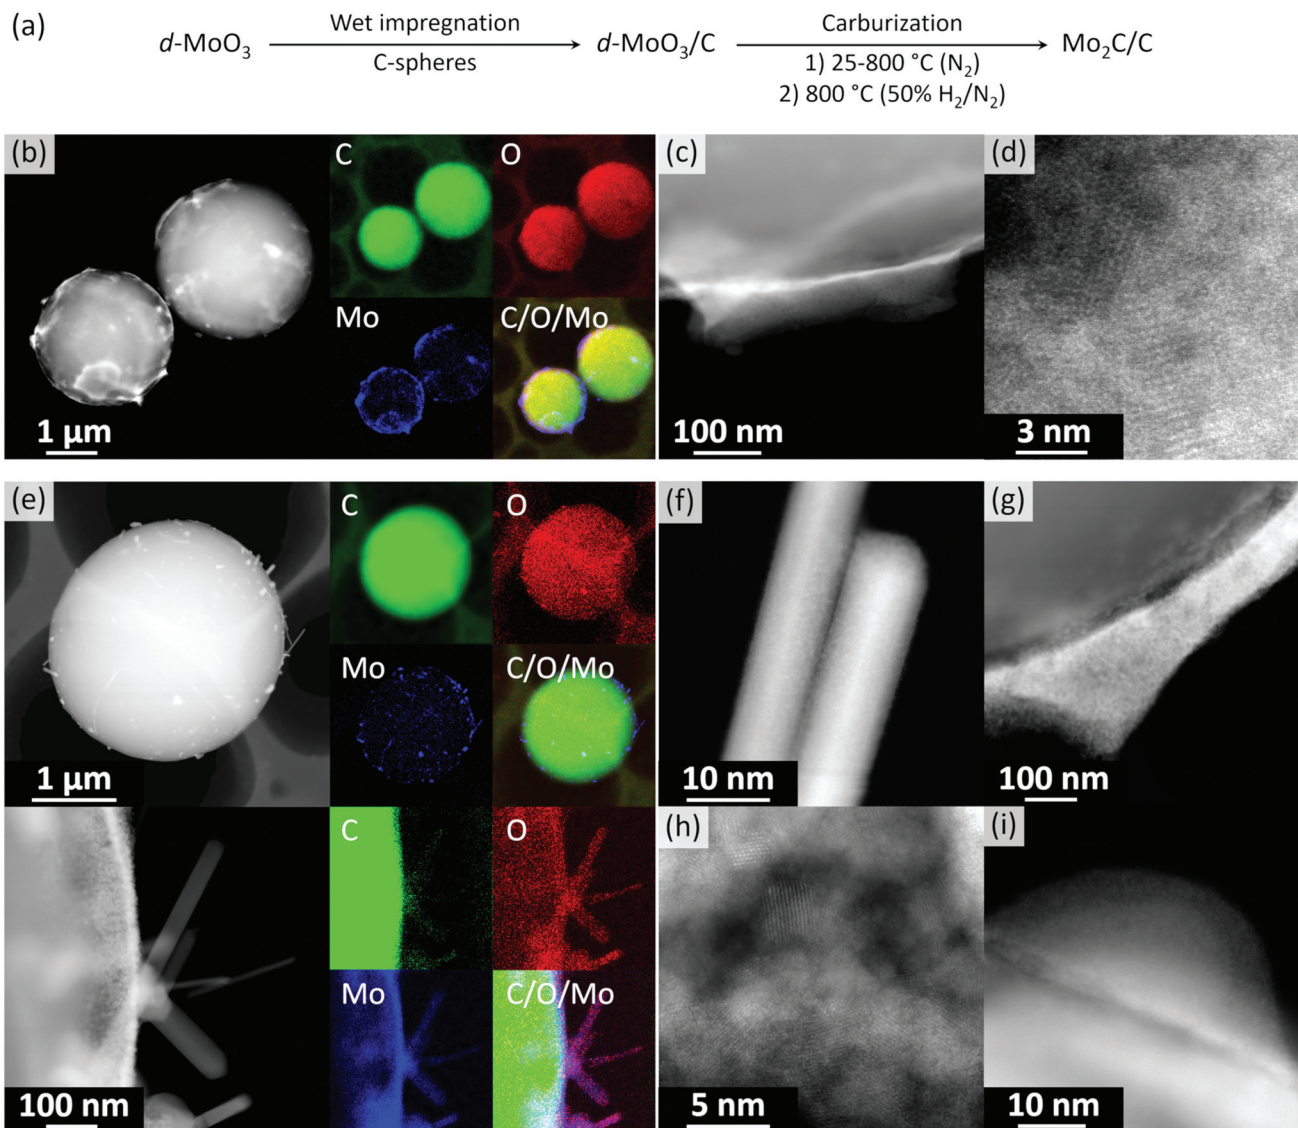 (a)
d-MoO₃
Wet impregnation
C-spheres
d-MoO₃/C
Carburization
1) 25-800 °C (N₂)
2) 800 °C (50% H₂/N₂)
Mo₂C/C
(b)
C
O
Mo
C/O/Mo
1 µm
(c)
100 nm
(d)
3 nm
(e)
C
O
Mo
C/O/Mo
1 µm
(f)
10 nm
(g)
100 nm
C
O
Mo
C/O/Mo
100 nm
(h)
5 nm
(i)
10 nm